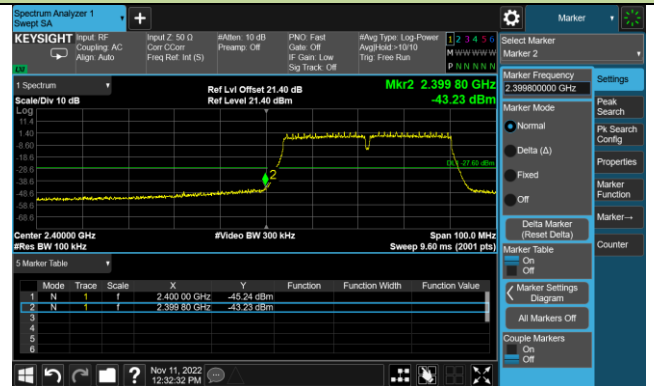 Spectrum Analyzer 1
Swept SA
+
Marker
KEYSIGHT
Input: RF
Coupling: AC
Align: Auto
Input Z: 50 Ω
Corr CCorr
Freq Ref: Int (S)
#Atten: 10 dB
Preamp: Off
PNO: Fast
Gate: Off
IF Gain: Low
Sig Track: Off
#Avg Type: Log-Power
Avg|Hold:>10/10
Trig: Free Run
1 2 3 4 5 6
M W W W W W
P N N N N N
Select Marker
Marker 2
1 Spectrum
Scale/Div 10 dB
Log
Ref Lvl Offset 21.40 dB
Ref Level 21.40 dBm
Mkr2 2.399 80 GHz
-43.23 dBm
11.4
1.40
-8.60
-18.6
-28.6
-38.6
-48.6
-58.6
-68.6
2
DL1 -27.60 dBm
Center 2.40000 GHz
#Res BW 100 kHz
#Video BW 300 kHz
Span 100.0 MHz
Sweep 9.60 ms (2001 pts)
5 Marker Table
Mode Trace Scale X Y Function Function Width Function Value
1 N 1 f 2.400 00 GHz -45.24 dBm
2 N 1 f 2.399 80 GHz -43.23 dBm
3
4
5
6
Marker Frequency
2.399800000 GHz
Marker Mode
Normal
Delta (Δ)
Fixed
Off
Delta Marker
(Reset Delta)
Marker Table
On
Off
Marker Settings
Diagram
All Markers Off
Couple Markers
On
Off
Settings
Peak
Search
Pk Search
Config
Properties
Marker
Function
Marker→
Counter
?
Nov 11, 2022
12:32:32 PM